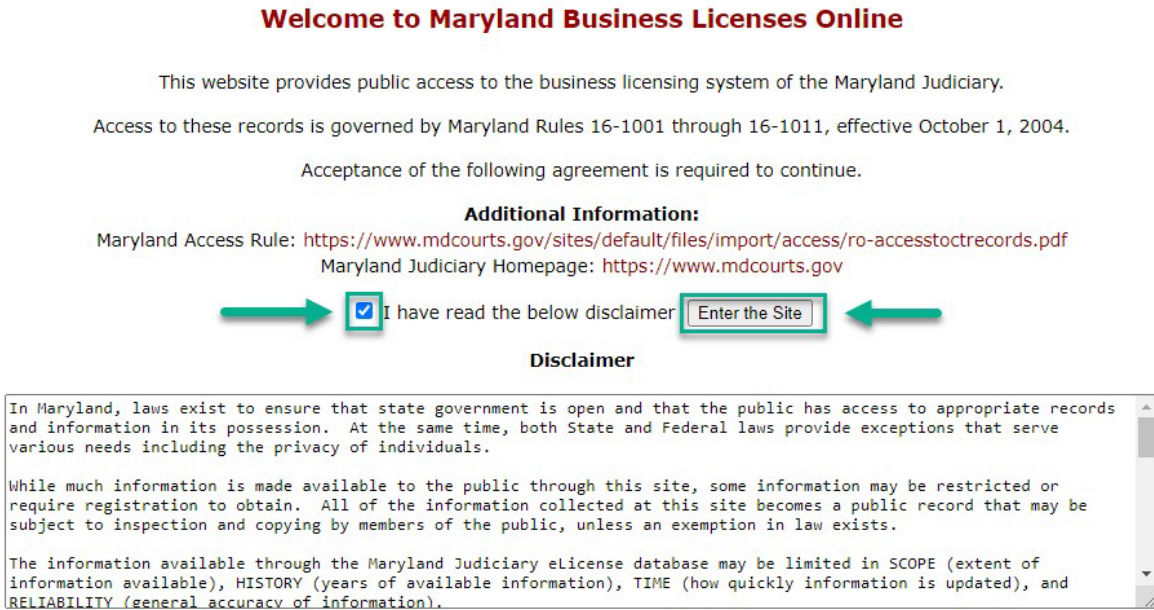 Welcome to Maryland Business Licenses Online
This website provides public access to the business licensing system of the Maryland Judiciary.
Access to these records is governed by Maryland Rules 16-1001 through 16-1011, effective October 1, 2004.
Acceptance of the following agreement is required to continue.
Additional Information:
Maryland Access Rule: https://www.mdcourts.gov/sites/default/files/import/access/ro-accesstoctrecords.pdf
Maryland Judiciary Homepage: https://www.mdcourts.gov
I have read the below disclaimer Enter the Site
Disclaimer
In Maryland, laws exist to ensure that state government is open and that the public has access to appropriate records
and information in its possession.  At the same time, both State and Federal laws provide exceptions that serve
various needs including the privacy of individuals.
While much information is made available to the public through this site, some information may be restricted or
require registration to obtain.  All of the information collected at this site becomes a public record that may be
subject to inspection and copying by members of the public, unless an exemption in law exists.
The information available through the Maryland Judiciary eLicense database may be limited in SCOPE (extent of
information available), HISTORY (years of available information), TIME (how quickly information is updated), and
RELIABILITY (general accuracy of information).